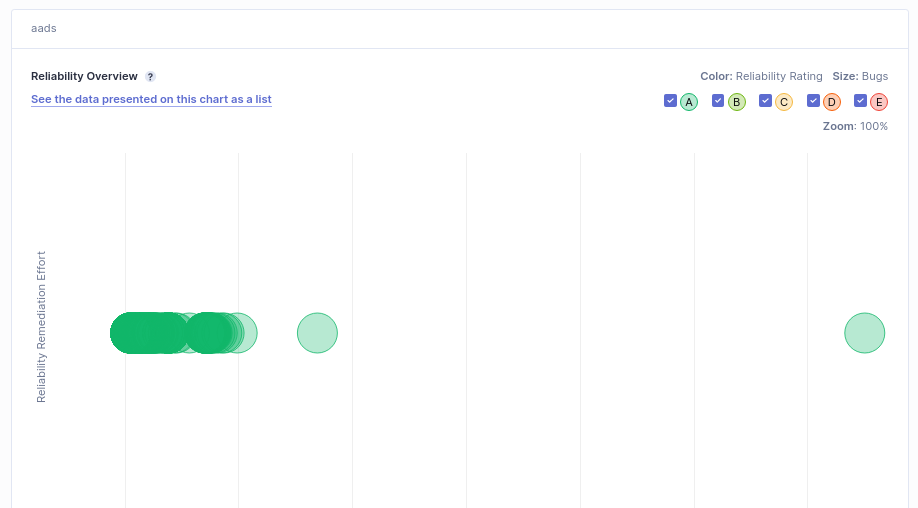 aads
Reliability Overview ?
Color: Reliability Rating Size: Bugs
See the data presented on this chart as a list
A B C D E
Zoom: 100%
Reliability Remediation Effort